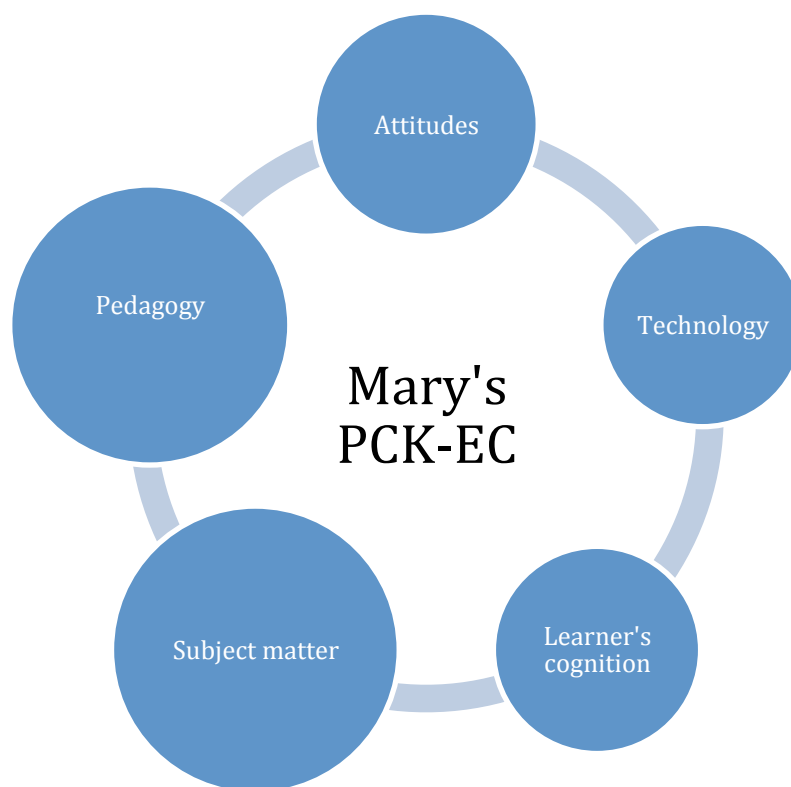 Attitudes
Pedagogy
Technology
Mary's
PCK-EC
Subject matter
Learner's
cognition